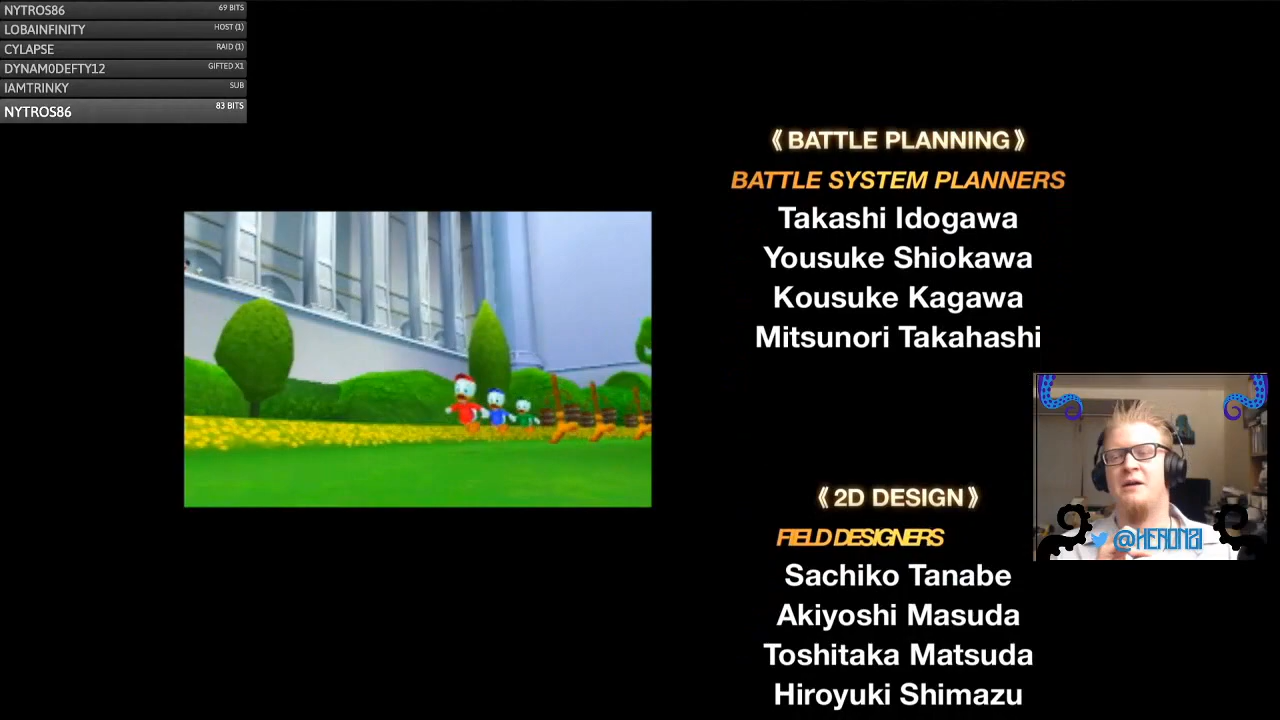 NYTROS86 69 BITS
LOBAINFINITY HOST (1)
CYLAPSE RAID (1)
DYNAM0DEFTY12 GIFTED X1
IAMTRINKY SUB
NYTROS86 83 BITS
《 BATTLE PLANNING 》
BATTLE SYSTEM PLANNERS
Takashi Idogawa
Yousuke Shiokawa
Kousuke Kagawa
Mitsunori Takahashi
《 2D DESIGN 》
FIELD DESIGNERS
Sachiko Tanabe
Akiyoshi Masuda
Toshitaka Matsuda
Hiroyuki Shimazu